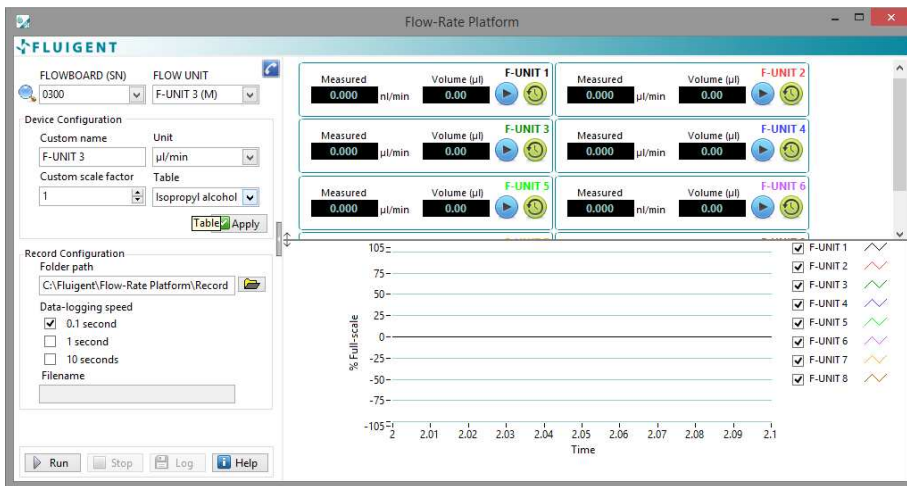 Flow-Rate Platform
FLUIGENT
FLOWBOARD (SN) FLOW UNIT
0300 F-UNIT 3 (M)
Device Configuration
Custom name Unit
F-UNIT 3 µl/min
Custom scale factor Table
1 Isopropyl alcohol
Table Apply
Record Configuration
Folder path
C:\Fluigent\Flow-Rate Platform\Record
Data-logging speed
0.1 second
1 second
10 seconds
Filename
Run Stop Log Help
F-UNIT 1
Measured Volume (µl)
0.000 nl/min 0.00
F-UNIT 2
Measured Volume (µl)
0.000 µl/min 0.00
F-UNIT 3
Measured Volume (µl)
0.000 µl/min 0.00
F-UNIT 4
Measured Volume (µl)
0.000 µl/min 0.00
F-UNIT 5
Measured Volume (µl)
0.000 µl/min 0.00
F-UNIT 6
Measured Volume (µl)
0.000 nl/min 0.00
% Full-scale
105
75
50
25
0
-25
-50
-75
-105
2 2.01 2.02 2.03 2.04 2.05 2.06 2.07 2.08 2.09 2.1
Time
F-UNIT 1
F-UNIT 2
F-UNIT 3
F-UNIT 4
F-UNIT 5
F-UNIT 6
F-UNIT 7
F-UNIT 8